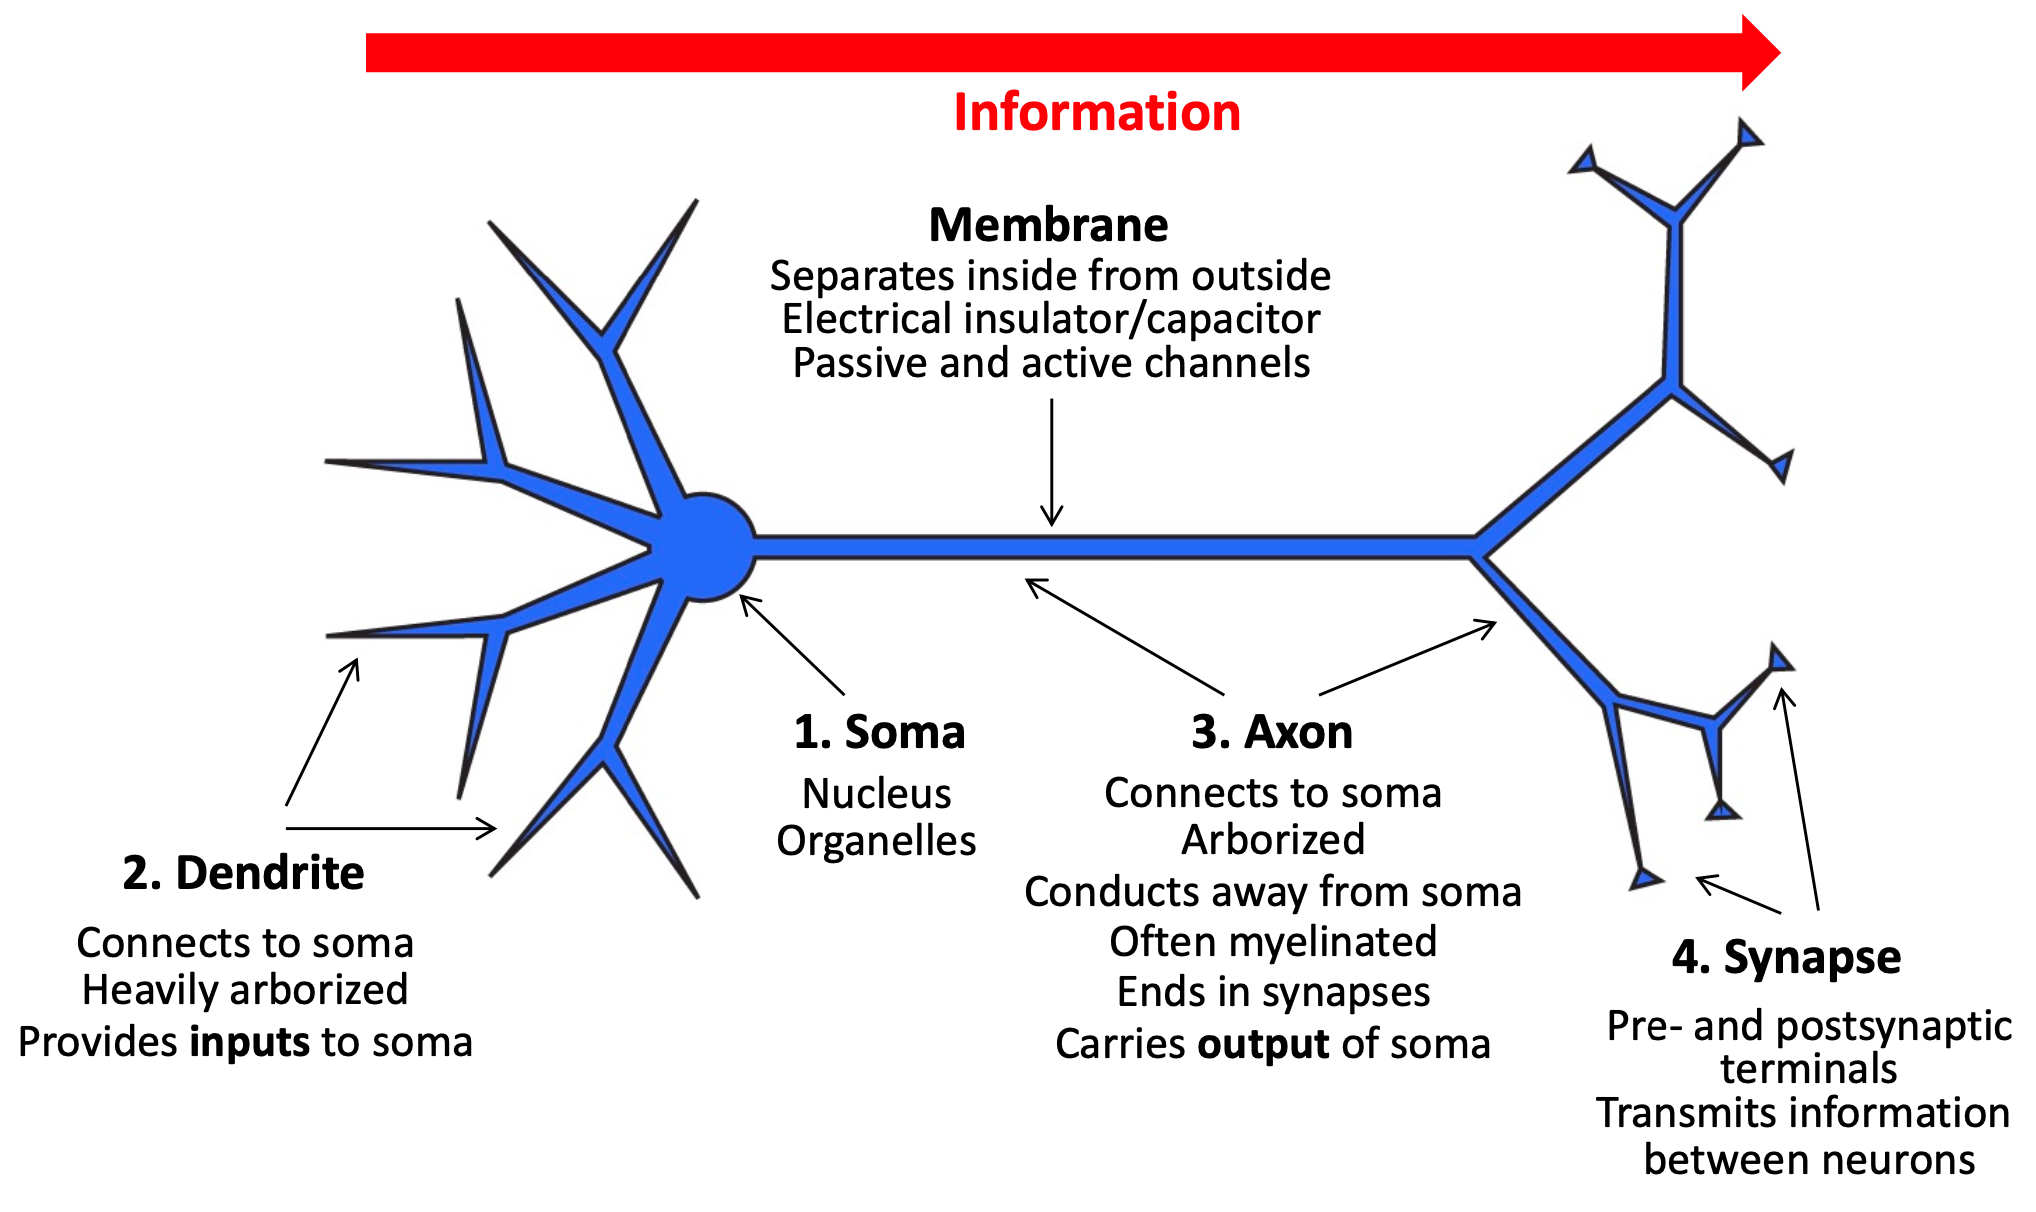 Information
Membrane
Separates inside from outside
Electrical insulator/capacitor
Passive and active channels
1. Soma
Nucleus
Organelles
2. Dendrite
Connects to soma
Heavily arborized
Provides inputs to soma
3. Axon
Connects to soma
Arborized
Conducts away from soma
Often myelinated
Ends in synapses
Carries output of soma
4. Synapse
Pre- and postsynaptic
terminals
Transmits information
between neurons